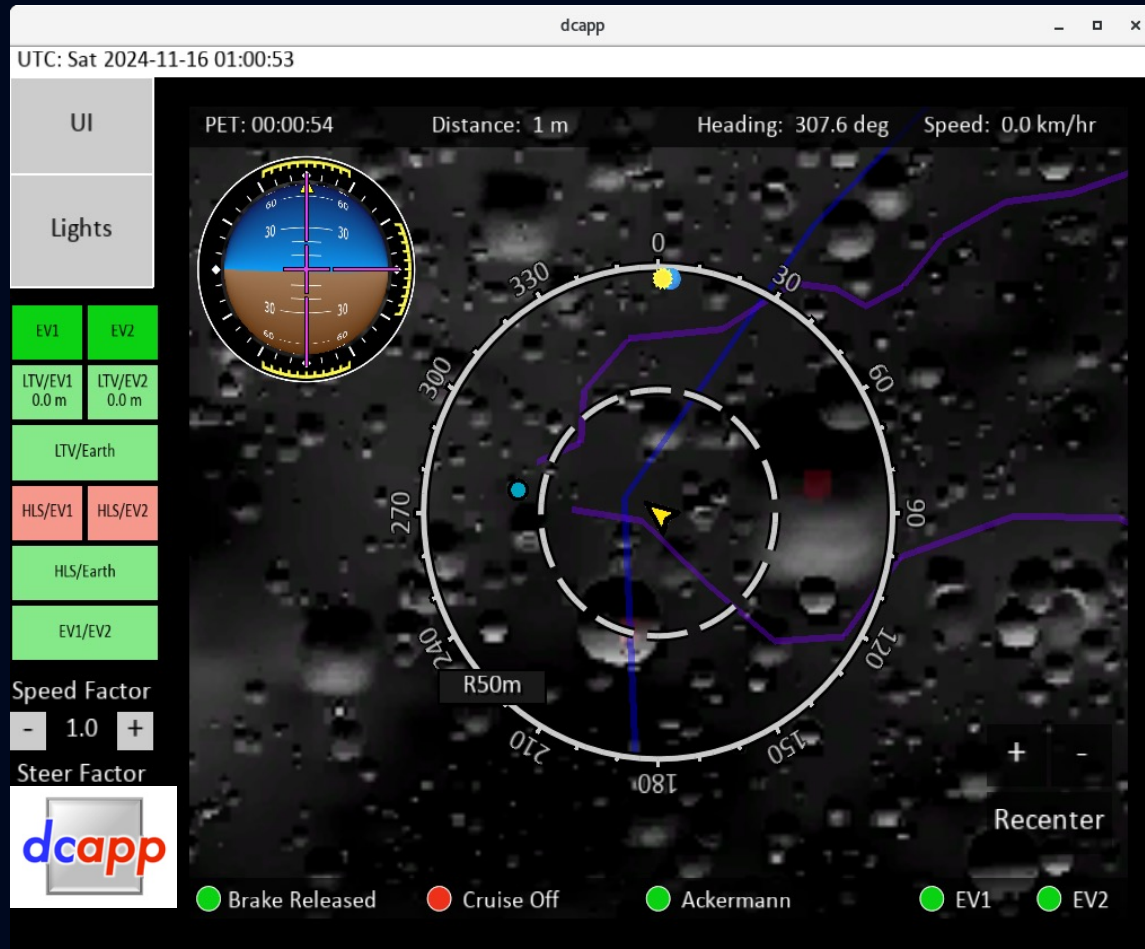 dcapp
UTC: Sat 2024-11-16 01:00:53
UI
Lights
EV1 EV2
LTV/EV1 LTV/EV2
0.0 m 0.0 m
LTV/Earth
HLS/EV1 HLS/EV2
HLS/Earth
EV1/EV2
Speed Factor
- 1.0 +
Steer Factor
dcapp
PET: 00:00:54 Distance: 1 m Heading: 307.6 deg Speed: 0.0 km/hr
60 60
30 30
30 30
60 60
0
30
60
90
120
150
180
210
240
270
300
330
R50m
+ -
Recenter
Brake Released Cruise Off Ackermann EV1 EV2